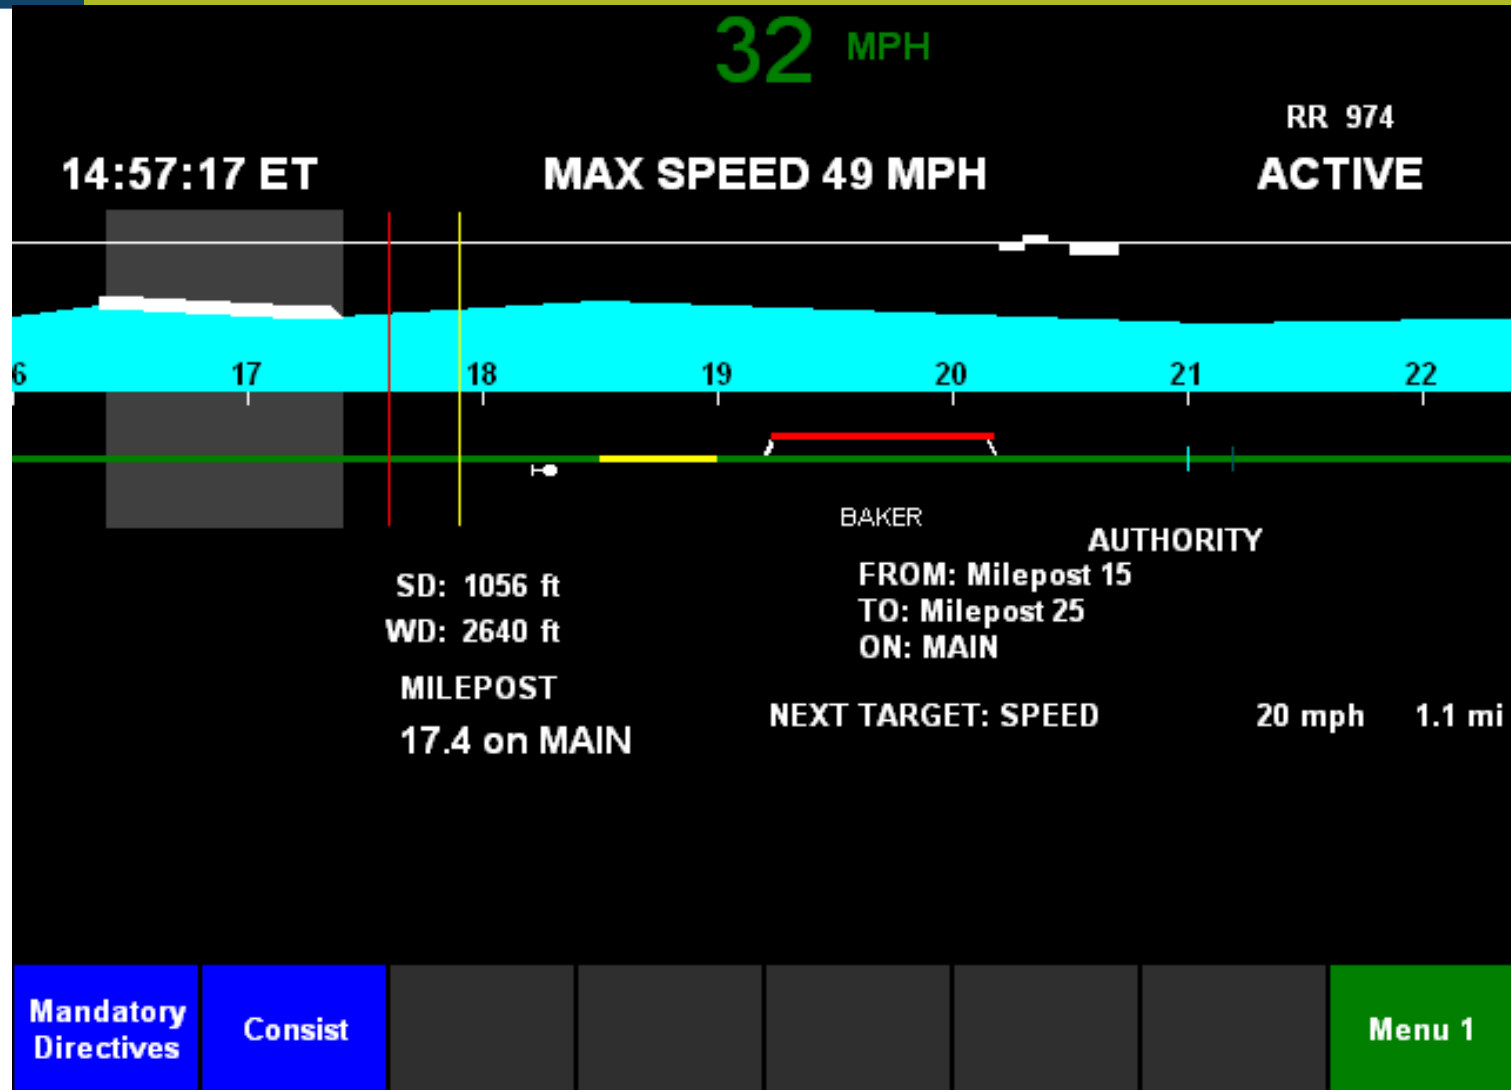 32 MPH
RR 974
14:57:17 ET MAX SPEED 49 MPH ACTIVE
6 17 18 19 20 21 22
BAKER
AUTHORITY
FROM: Milepost 15
TO: Milepost 25
ON: MAIN
SD: 1056 ft
WD: 2640 ft
MILEPOST
17.4 on MAIN
NEXT TARGET: SPEED 20 mph 1.1 mi
Mandatory
Directives
Consist
Menu 1